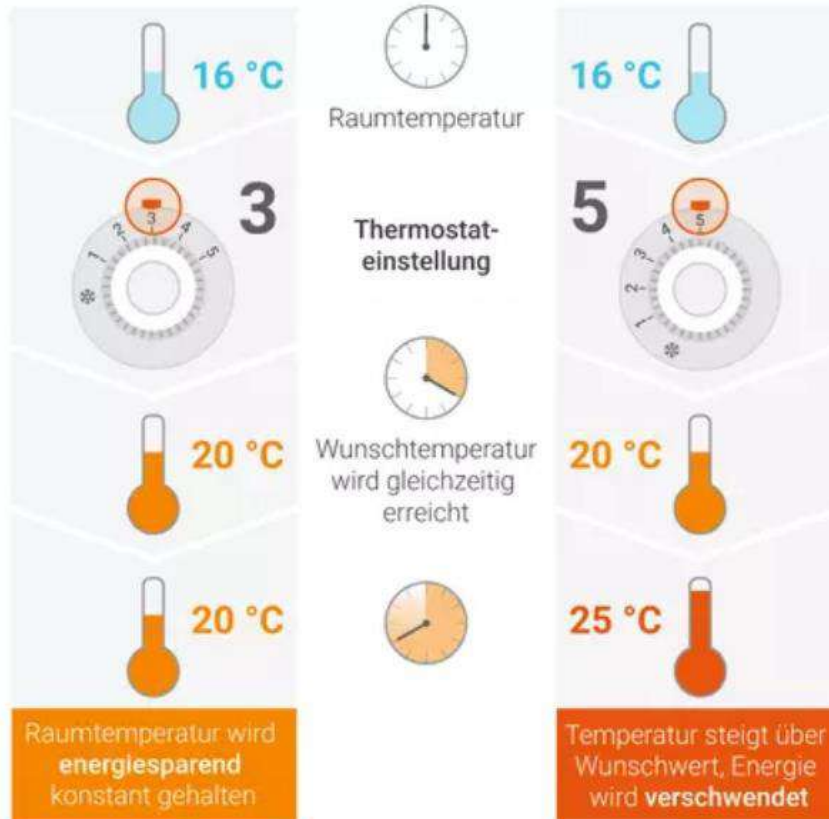 16 °C
Raumtemperatur
16 °C
1 2 3 4 5
3
Thermostat-
einstellung
5
1 2 3 4 5
20 °C
Wunschtemperatur
wird gleichzeitig
erreicht
20 °C
20 °C
25 °C
Raumtemperatur wird
energiesparend
konstant gehalten
Temperatur steigt über
Wunschwert, Energie
wird verschwendet